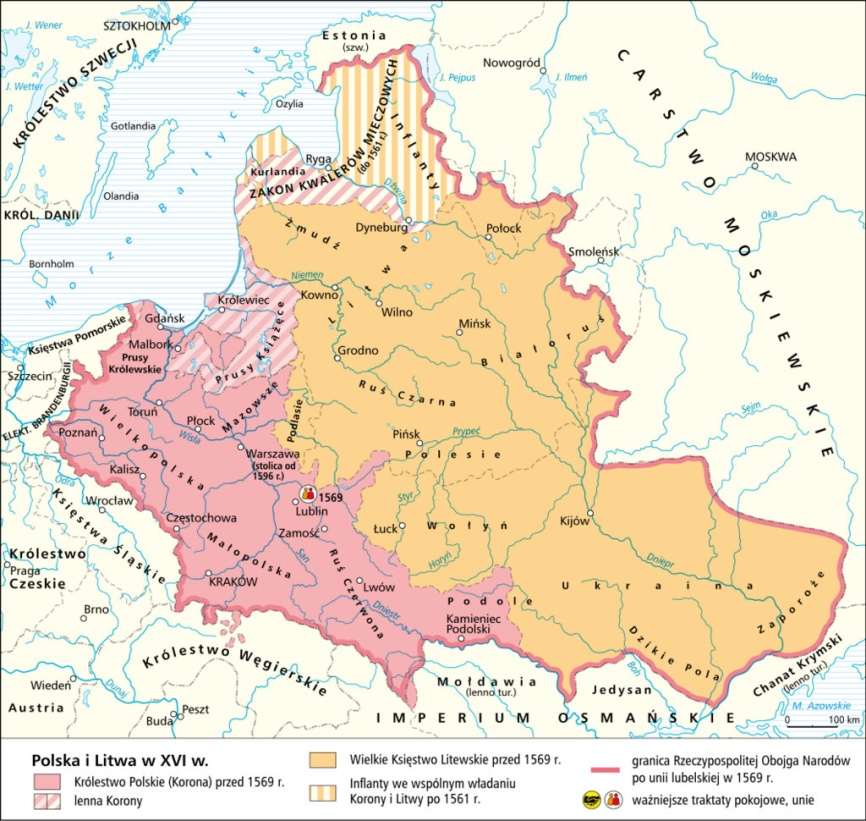 J. Wener
SZTOKHOLM
KRÓLESTWO SZWECJI
J. Wetter
Estonia
(szw.)
Nowogród
J. Pejpus
J. Ilmeń
Wołga
CARSTWO MOSKIEWSKIE
Ozylia
Gotlandia
Morze Bałtyckie
ZAKON KAWALERÓW MIECZOWYCH
(do 1561 r.)
Inflanty
Ryga
Kurlandia
MOSKWA
Olandia
Dźwina
KRÓL. DANII
Oka
Dyneburg
Żmudź
Połock
Smoleńsk
Bornholm
Litwa
Niemen
Kowno
Królewiec
Wilno
Gdańsk
Księstwa Pomorskie
Malbork
Mińsk
Białoruś
Prusy
Królewskie
Prusy Książęce
Grodno
Szczecin
Ruś Czarna
ELEKT. BRANDENBURGII
Mazowsze
Toruń
Płock
Podlasie
Sejm
Poznań
Wielkopolska
Wisła
Pińsk
Prypeć
Polesie
Warszawa
(stolica od
1596 r.)
Kalisz
Odra
1569
Lublin
Styr
Wrocław
Księstwa Śląskie
Częstochowa
Zamość
Łuck
Wołyń
Kijów
Małopolska
Królestwo
Czeskie
Praga
Horyń
Dniepr
San
Ruś Czerwona
KRAKÓW
Lwów
Ukraina
Zaporoże
Brno
Dniestr
Podole
Kamieniec
Podolski
Dzikie Pola
Królestwo Węgierskie
Chanat Krymski
(lenno tur.)
Boh
Wiedeń
Dunaj
Mołdawia
(lenno tur.)
Jedysan
Austria
Peszt
Buda
M. Azowskie
IMPERIUM OSMAŃSKIE
0 100 km
Polska i Litwa w XVI w.
Królestwo Polskie (Korona) przed 1569 r.
lenna Korony
Wielkie Księstwo Litewskie przed 1569 r.
Inflanty we wspólnym władaniu
Korony i Litwy po 1561 r.
granica Rzeczypospolitej Obojga Narodów
po unii lubelskiej w 1569 r.
ważniejsze traktaty pokojowe, unie